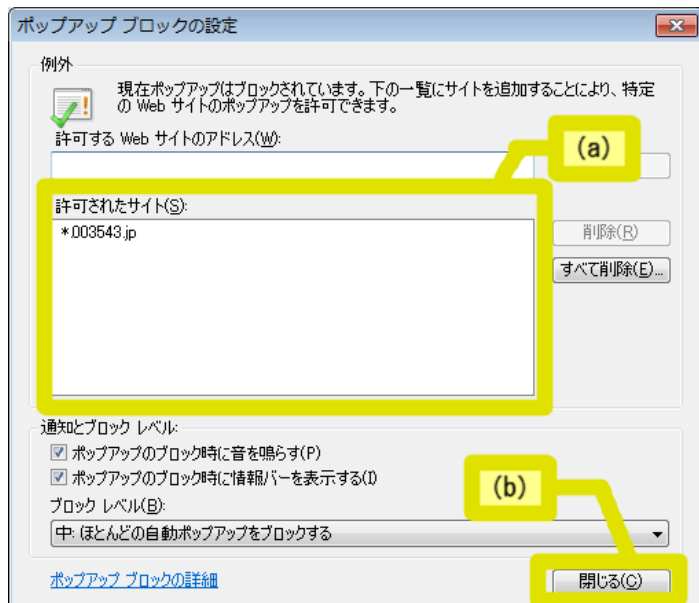 ポップアップ ブロックの設定
例外
現在ポップアップはブロックされています。下の一覧にサイトを追加することにより、特定
の Web サイトのポップアップを許可できます。
許可する Web サイトのアドレス(W):
(a)
許可されたサイト(S):
*.003543.jp
削除(R)
すべて削除(E)...
通知とブロック レベル:
ポップアップのブロック時に音を鳴らす(P)
ポップアップのブロック時に情報バーを表示する(I)
(b)
ブロック レベル(B):
中: ほとんどの自動ポップアップをブロックする
ポップアップ ブロックの詳細
閉じる(C)